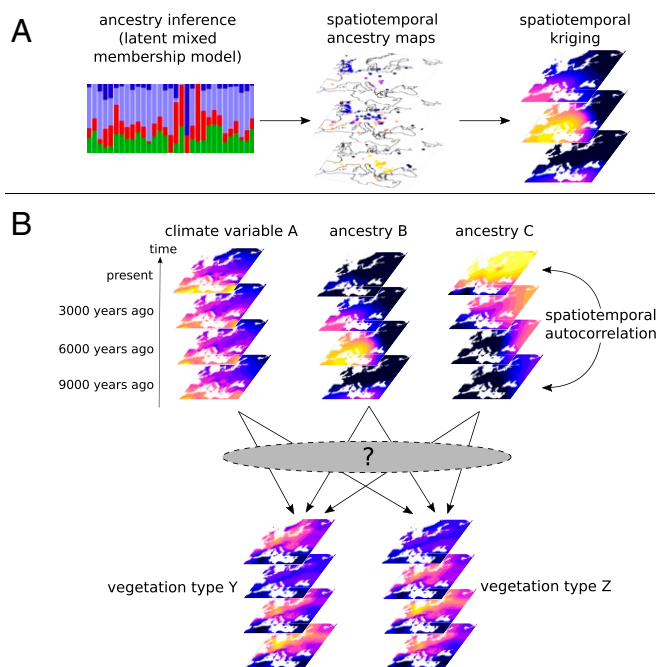 A
ancestry inference
(latent mixed
membership model)
spatiotemporal
ancestry maps
spatiotemporal
kriging
B
climate variable A
ancestry B
ancestry C
time
present
3000 years ago
6000 years ago
9000 years ago
spatiotemporal
autocorrelation
?
vegetation type Y
vegetation type Z